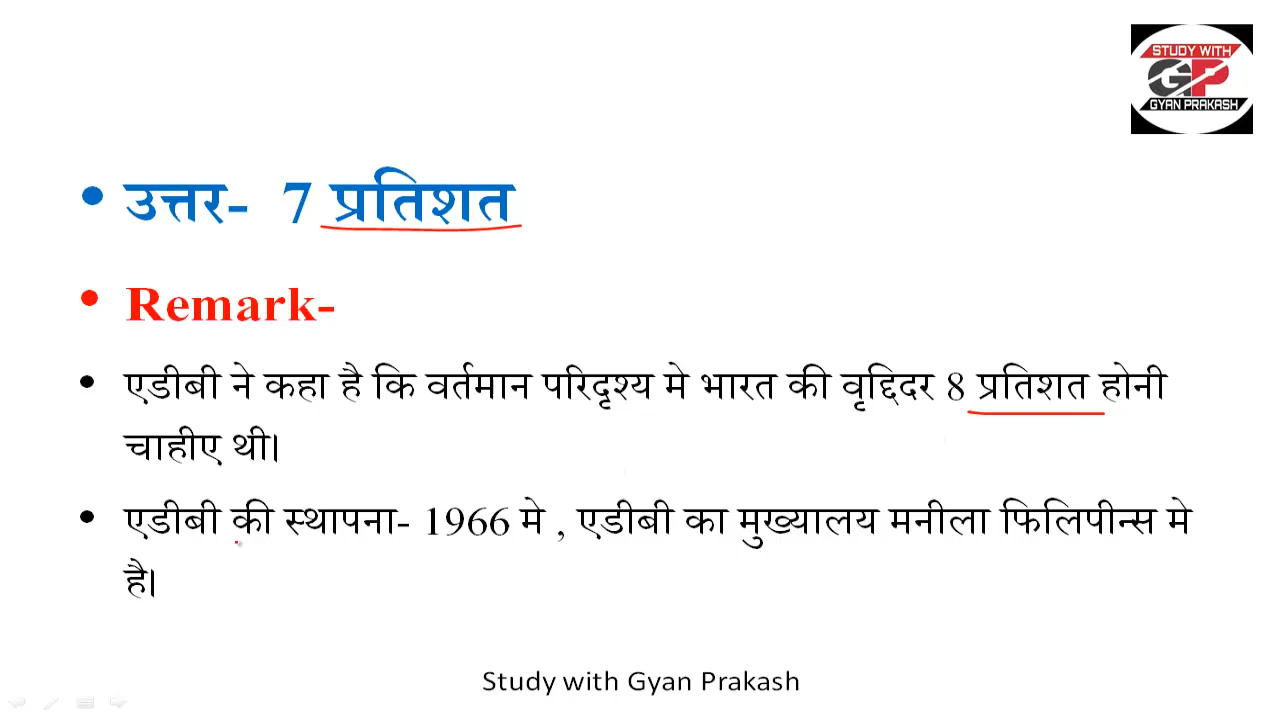 STUDY WITH
GP
GYAN PRAKASH
• उत्तर- 7 प्रतिशत
• Remark-
• एडीबी ने कहा है कि वर्तमान परिदृश्य मे भारत की वृद्दिदर 8 प्रतिशत होनी
चाहीए थी।
• एडीबी की स्थापना- 1966 मे , एडीबी का मुख्यालय मनीला फिलिपीन्स मे
है।
Study with Gyan Prakash